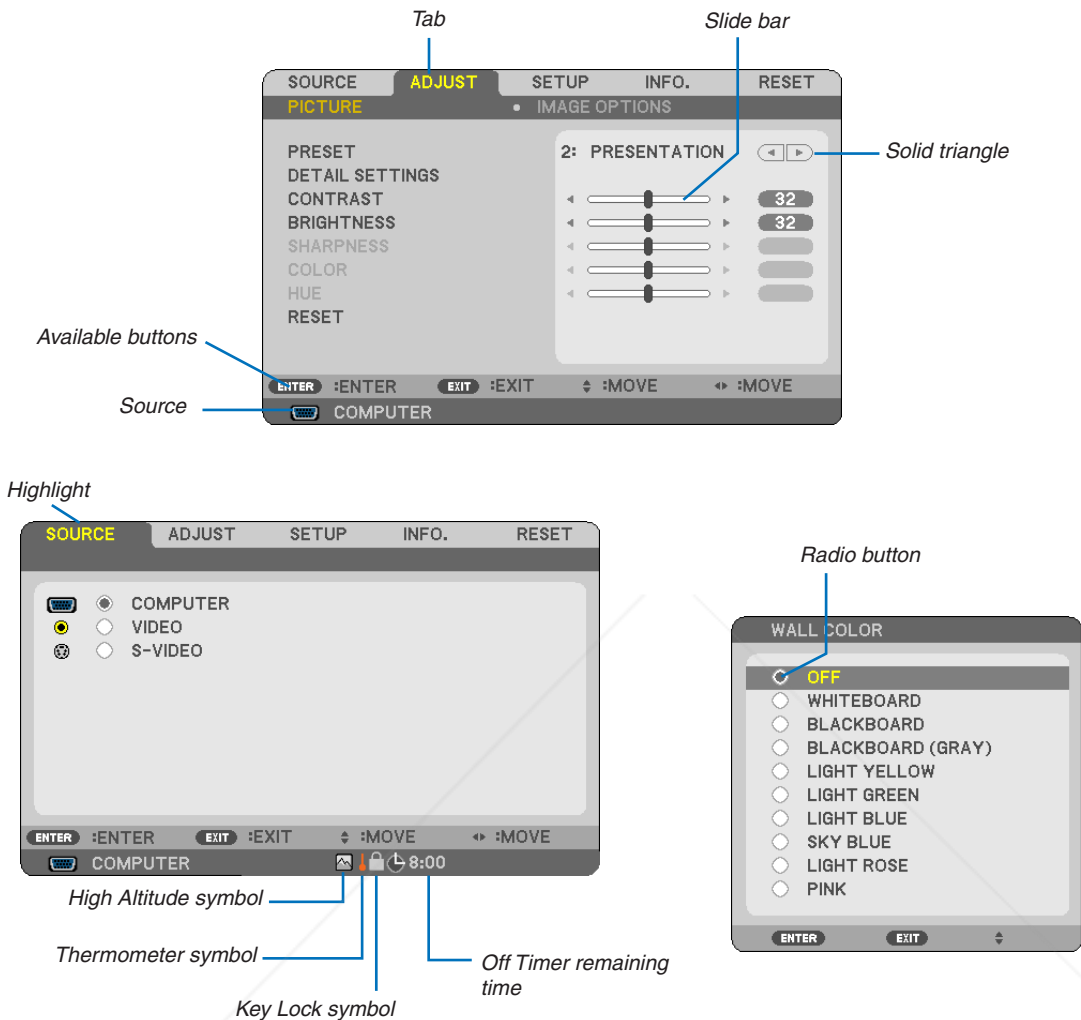 Tab
Slide bar
SOURCE ADJUST SETUP INFO. RESET
PICTURE • IMAGE OPTIONS
PRESET 2: PRESENTATION
Solid triangle
DETAIL SETTINGS
CONTRAST 32
BRIGHTNESS 32
SHARPNESS
COLOR
HUE
RESET
Available buttons
ENTER :ENTER EXIT :EXIT :MOVE :MOVE
Source
COMPUTER
Highlight
SOURCE ADJUST SETUP INFO. RESET
COMPUTER
VIDEO
S-VIDEO
ENTER :ENTER EXIT :EXIT :MOVE :MOVE
COMPUTER 8:00
High Altitude symbol
Thermometer symbol
Key Lock symbol
Off Timer remaining
time
Radio button
WALL COLOR
OFF
WHITEBOARD
BLACKBOARD
BLACKBOARD (GRAY)
LIGHT YELLOW
LIGHT GREEN
LIGHT BLUE
SKY BLUE
LIGHT ROSE
PINK
ENTER EXIT